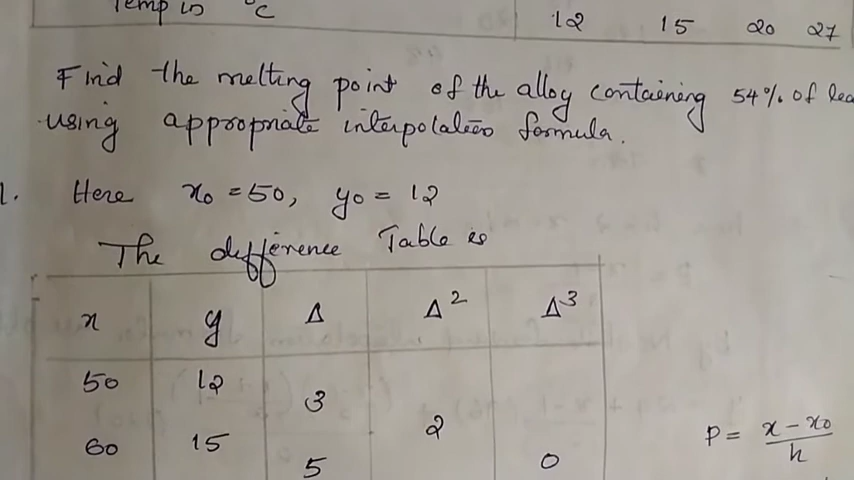 Temp in °C 12 15 20 27
Find the melting point of the alloy containing 54% of lea
using appropriate interpolation formula.
1. Here x₀ = 50, y₀ = 12
The difference Table is
x y Δ Δ² Δ³
50 12
3
2
60 15
5 0
P = x - x₀ / h